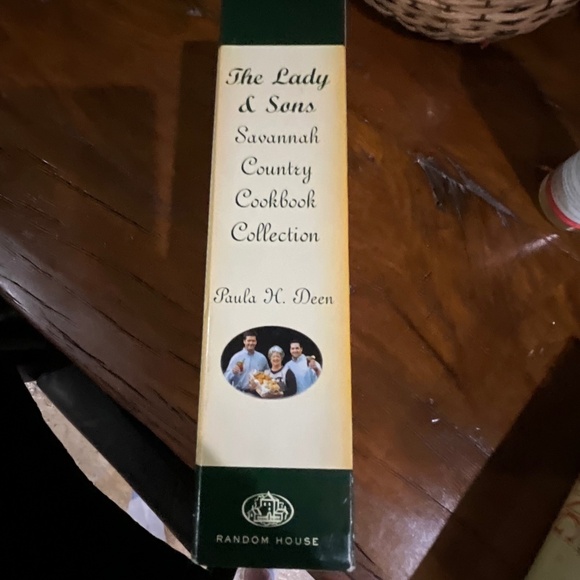 The Lady
& Sons
Savannah
Country
Cookbook
Collection
Paula H. Deen
RANDOM HOUSE